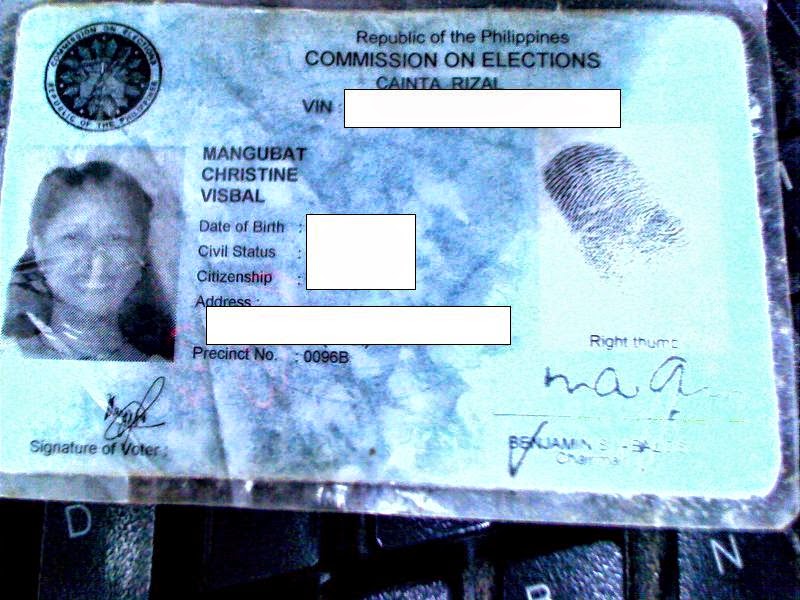 COMMISSION ON ELECTIONS
REPUBLIC OF THE PHILIPPINES
Republic of the Philippines
COMMISSION ON ELECTIONS
CAINTA, RIZAL
VIN :
MANGUBAT
CHRISTINE
VISBAL
Date of Birth :
Civil Status :
Citizenship :
Address :
Precinct No. : 0096B
Right thumb
Signature of Voter :
BENJAMIN
Chairman
D
B
N